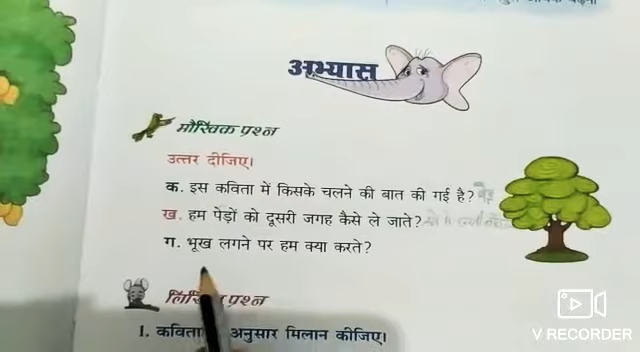 अभ्यास
मौखिक प्रश्न
उत्तर दीजिए।
क. इस कविता में किसके चलने की बात की गई है? पेड़
ख. हम पेड़ों को दूसरी जगह कैसे ले जाते?
ग. भूख लगने पर हम क्या करते?
प्रश्न
1. कविता अनुसार मिलान कीजिए।
V RECORDER